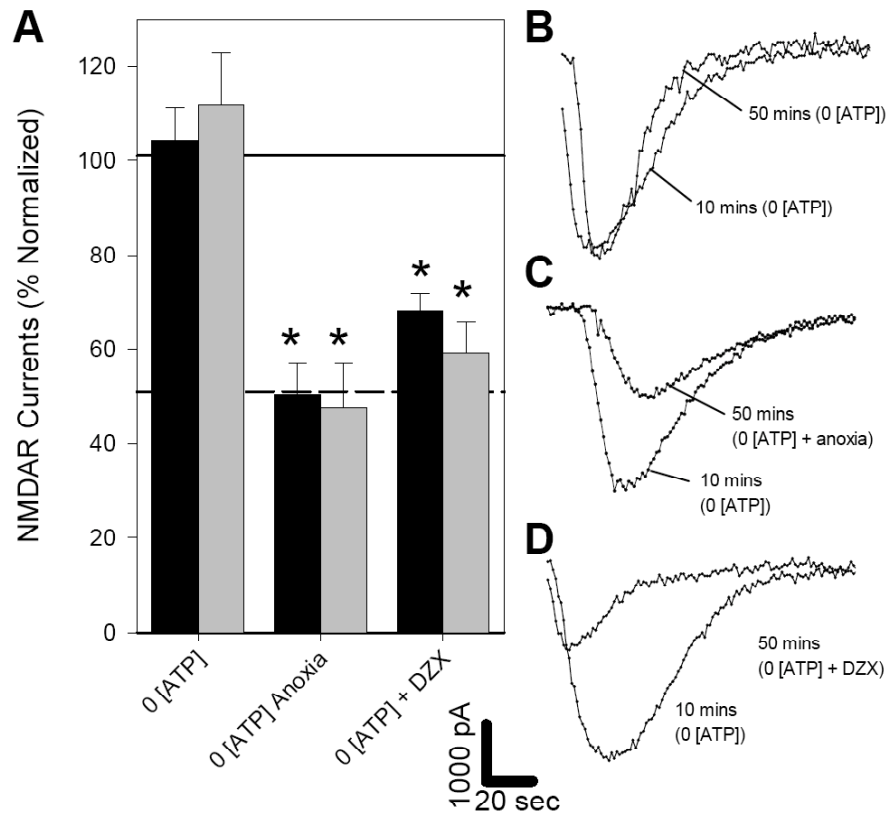 A
NMDAR Currents (% Normalized)
120
100
80
60
40
20
0
* * * *
0 [ATP]
0 [ATP] Anoxia
0 [ATP] + DZX
1000 pA
20 sec
B
50 mins (0 [ATP])
10 mins (0 [ATP])
C
50 mins
(0 [ATP] + anoxia)
10 mins
(0 [ATP])
D
50 mins
(0 [ATP] + DZX)
10 mins
(0 [ATP])